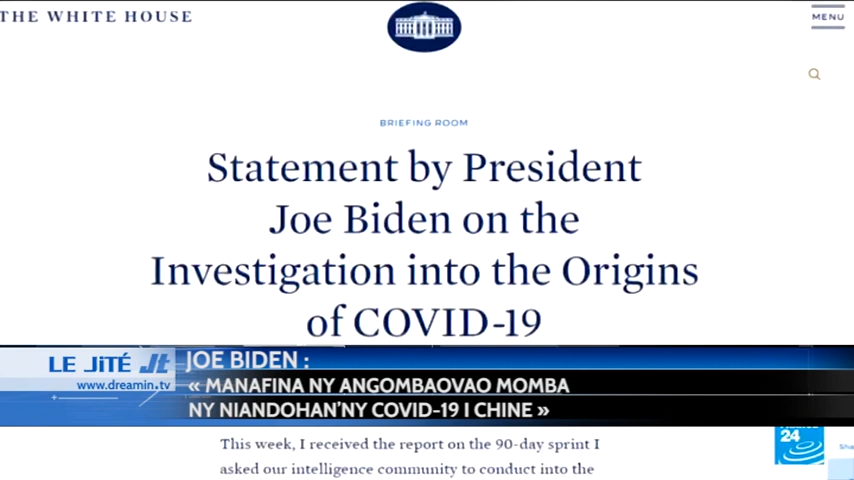 THE WHITE HOUSE
MENU
BRIEFING ROOM
Statement by President
Joe Biden on the
Investigation into the Origins
of COVID-19
LE JiTÉ Jt
JOE BIDEN :
www.dreamin.tv
« MANAFINA NY ANGOMBAOVAO MOMBA
NY NIANDOHAN'NY COVID-19 I CHINE »
24
This week, I received the report on the 90-day sprint I
asked our intelligence community to conduct into the